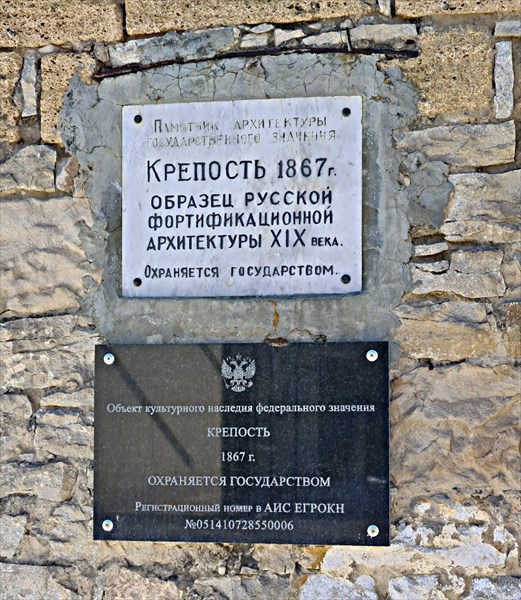 Памятник архитектуры
государственного значения
Крепость 1867г.
образец русской
фортификационной
архитектуры XIX века.
Охраняется государством.
Объект культурного наследия федерального значения
КРЕПОСТЬ
1867 г.
ОХРАНЯЕТСЯ ГОСУДАРСТВОМ
Регистрационный номер в АИС ЕГРОКН
№051410728550006